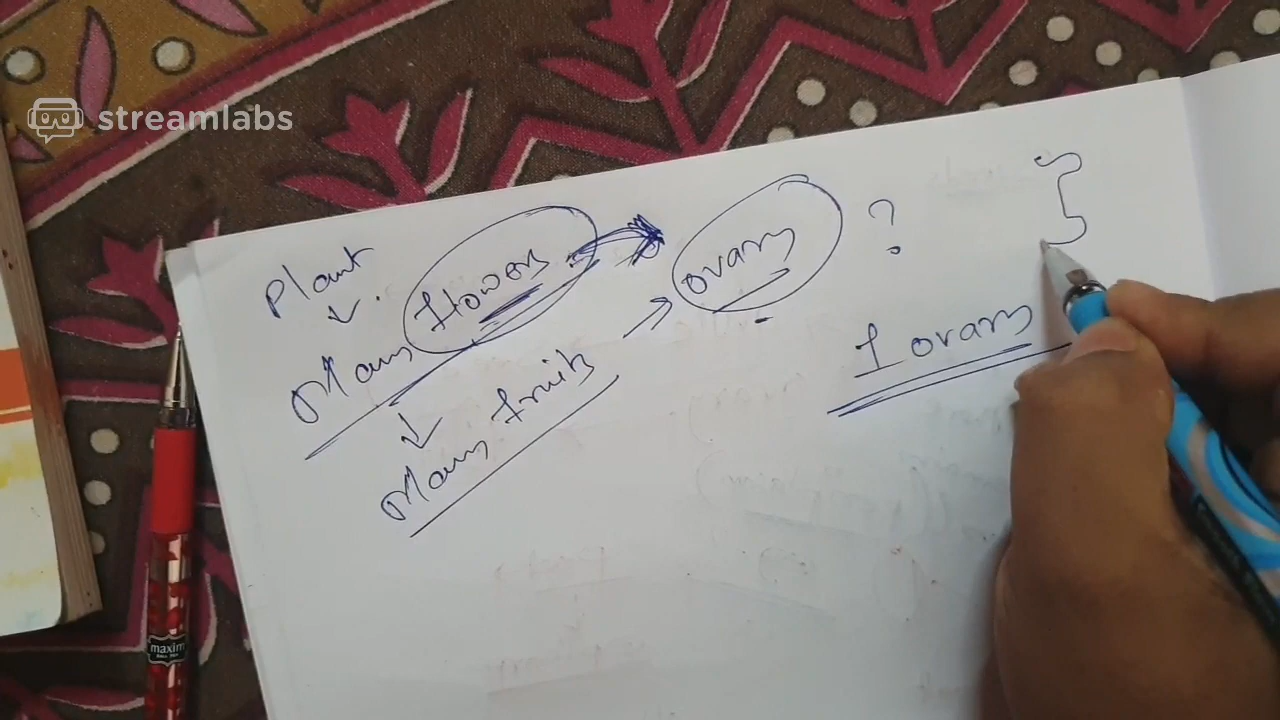 streamlabs
Plant
Many flowers
ovary ?
Many fruits
1 ovary
maxim